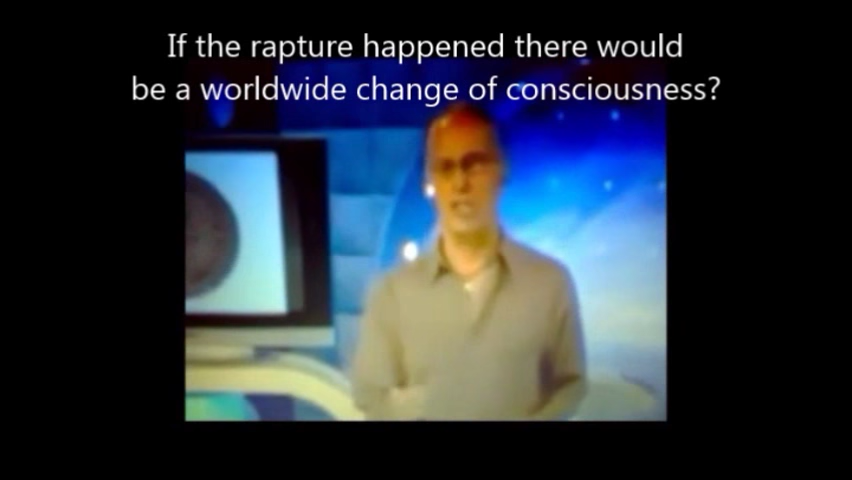 If the rapture happened there would
be a worldwide change of consciousness?